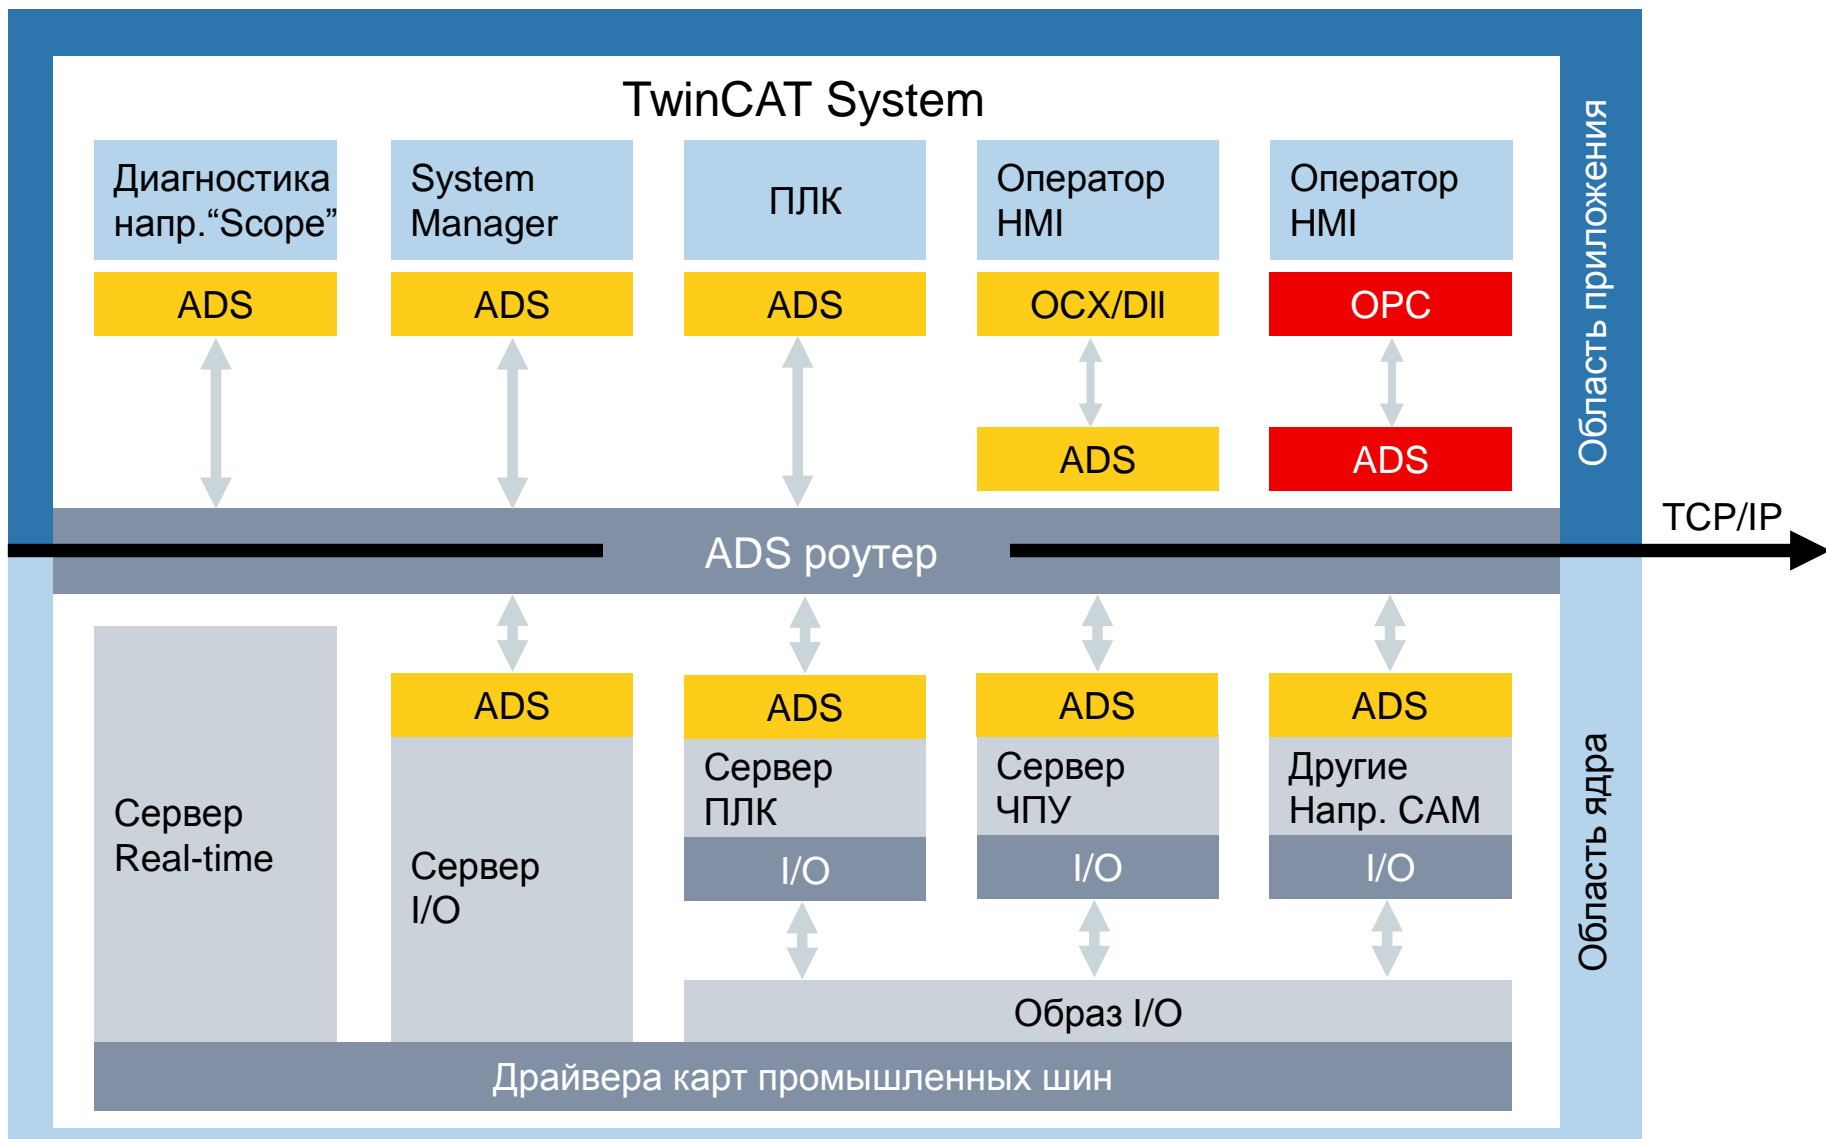 TwinCAT System
Диагностика
напр.“Scope”
System
Manager
ПЛК
Оператор
HMI
Оператор
HMI
ADS
ADS
ADS
OCX/Dll
OPC
ADS
ADS
Область приложения
TCP/IP
ADS роутер
ADS
ADS
ADS
ADS
Сервер
Real-time
Сервер
I/O
Сервер
ПЛК
Сервер
ЧПУ
Другие
Напр. CAM
I/O
I/O
I/O
Область ядра
Образ I/O
Драйвера карт промышленных шин